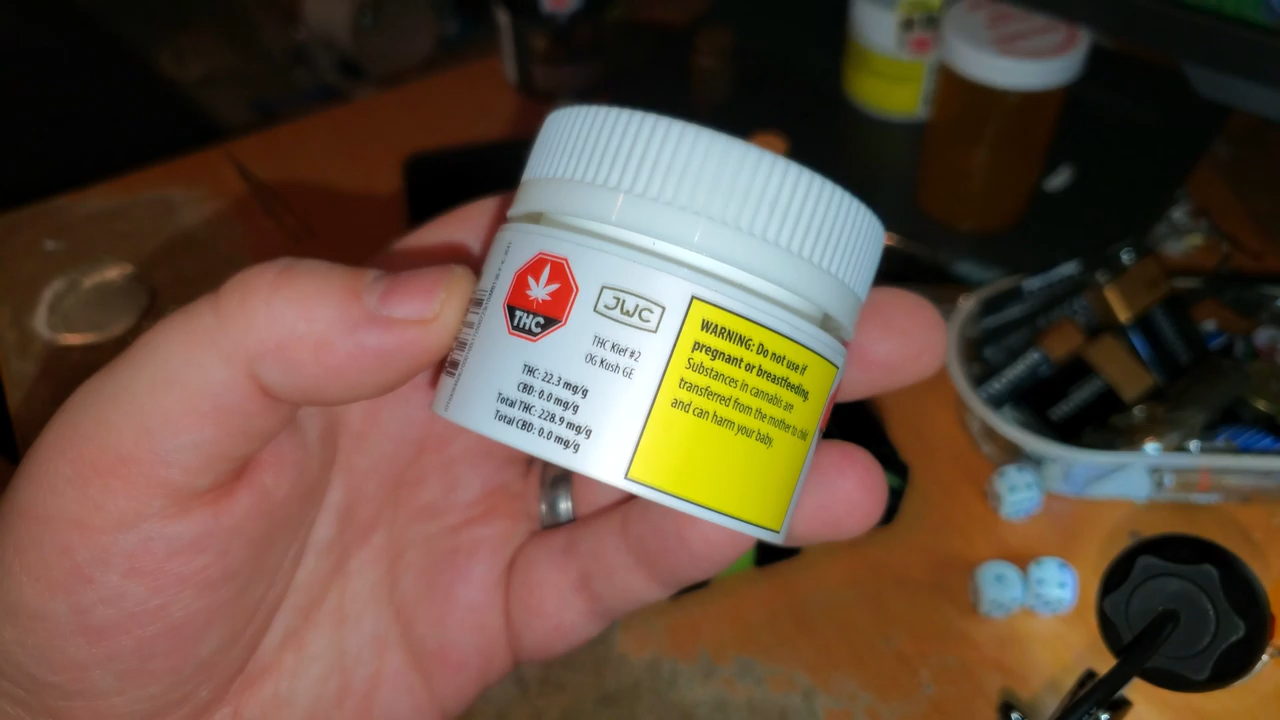 THC
JWC
THC Kief #2
OG Kush GE
THC: 22.3 mg/g
CBD: 0.0 mg/g
Total THC: 228.9 mg/g
Total CBD: 0.0 mg/g
WARNING: Do not use if
pregnant or breastfeeding.
Substances in cannabis are
transferred from the mother to child
and can harm your baby.